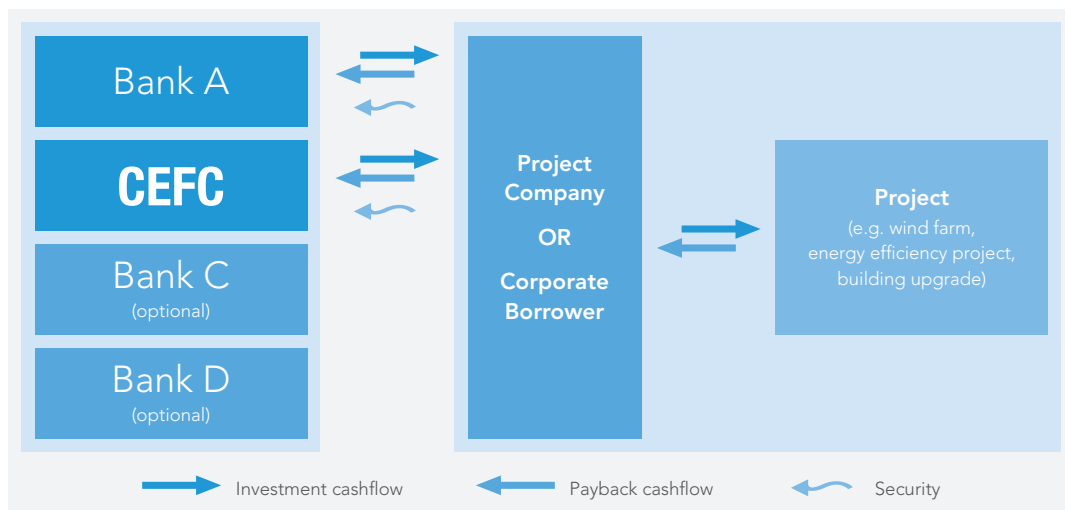 Bank A
CEFC
Bank C
(optional)
Bank D
(optional)
Project
Company
OR
Corporate
Borrower
Project
(e.g. wind farm,
energy efficiency project,
building upgrade)
Investment cashflow
Payback cashflow
Security